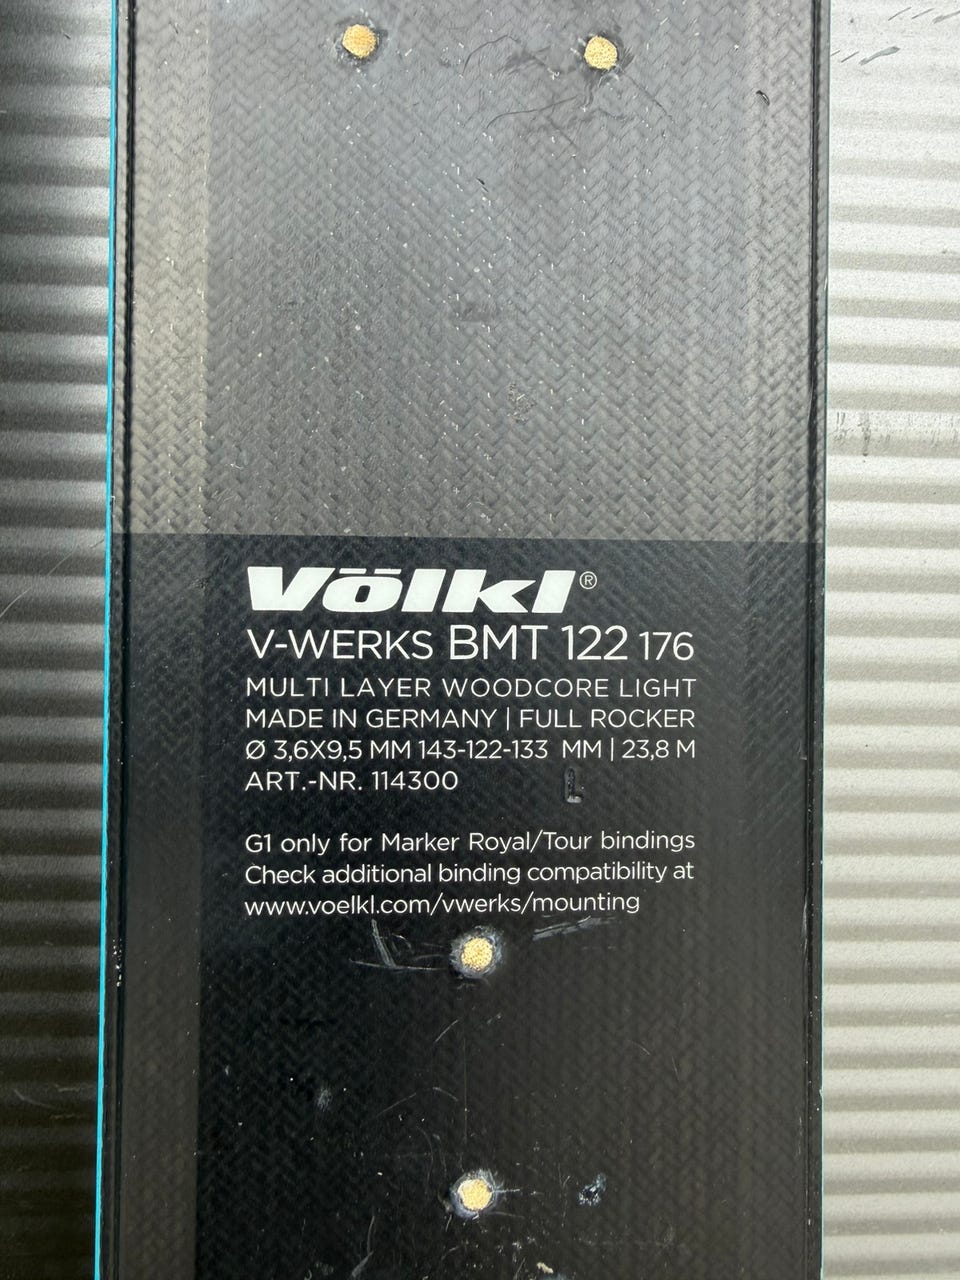 Völkl®
V-WERKS BMT 122 176
MULTI LAYER WOODCORE LIGHT
MADE IN GERMANY | FULL ROCKER
Ø 3,6X9,5 MM 143-122-133 MM | 23,8 M
ART.-NR. 114300
L
G1 only for Marker Royal/Tour bindings
Check additional binding compatibility at
www.voelkl.com/vwerks/mounting